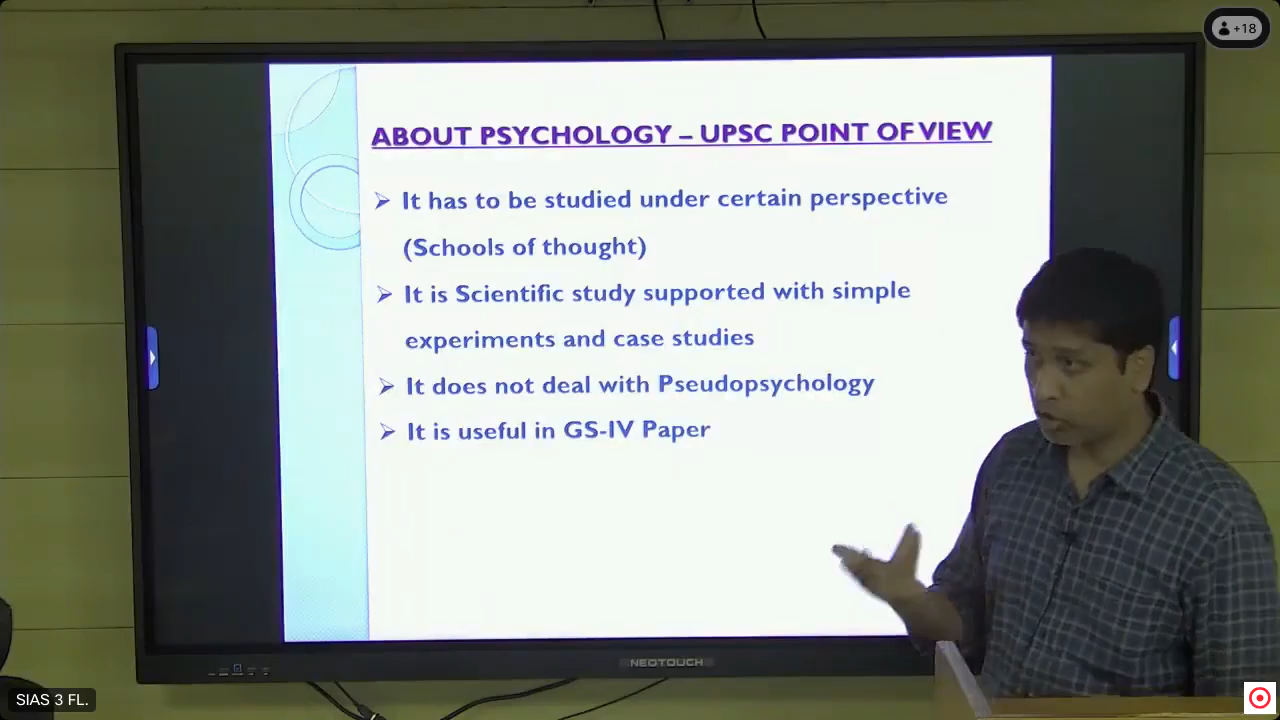 +18
ABOUT PSYCHOLOGY – UPSC POINT OF VIEW
➢ It has to be studied under certain perspective
(Schools of thought)
➢ It is Scientific study supported with simple
experiments and case studies
➢ It does not deal with Pseudopsychology
➢ It is useful in GS-IV Paper
NEOTOUCH
SIAS 3 FL.